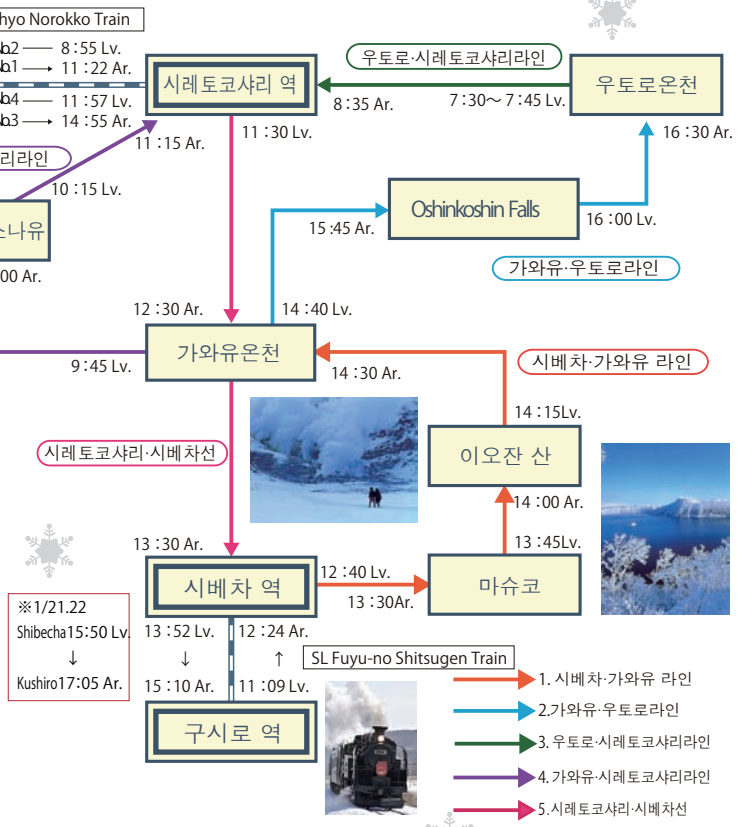 hyo Norokko Train
2 8:55 Lv.
1 11:22 Ar.
4 11:57 Lv.
3 14:55 Ar.
시레토코샤리 역
우토로·시레토코샤리라인
우토로온천
8:35 Ar.
7:30~7:45 Lv.
16:30 Ar.
11:15 Ar.
11:30 Lv.
리라인
10:15 Lv.
나유
00 Ar.
Oshinkoshin Falls
15:45 Ar.
16:00 Lv.
가와유·우토로라인
12:30 Ar.
14:40 Lv.
가와유온천
9:45 Lv.
14:30 Ar.
시베차·가와유 라인
14:15Lv.
시레토코샤리·시베차선
이오잔 산
14:00 Ar.
13:30 Ar.
13:45Lv.
시베차 역
12:40 Lv.
13:30Ar.
마슈코
※1/21.22
Shibecha15:50 Lv.
↓
Kushiro17:05 Ar.
13:52 Lv.
12:24 Ar.
↓
↑
SL Fuyu-no Shitsugen Train
15:10 Ar.
11:09 Lv.
구시로 역
1. 시베차·가와유 라인
2.가와유·우토로라인
3. 우토로·시레토코샤리라인
4. 가와유·시레토코샤리라인
5.시레토코샤리·시베차선